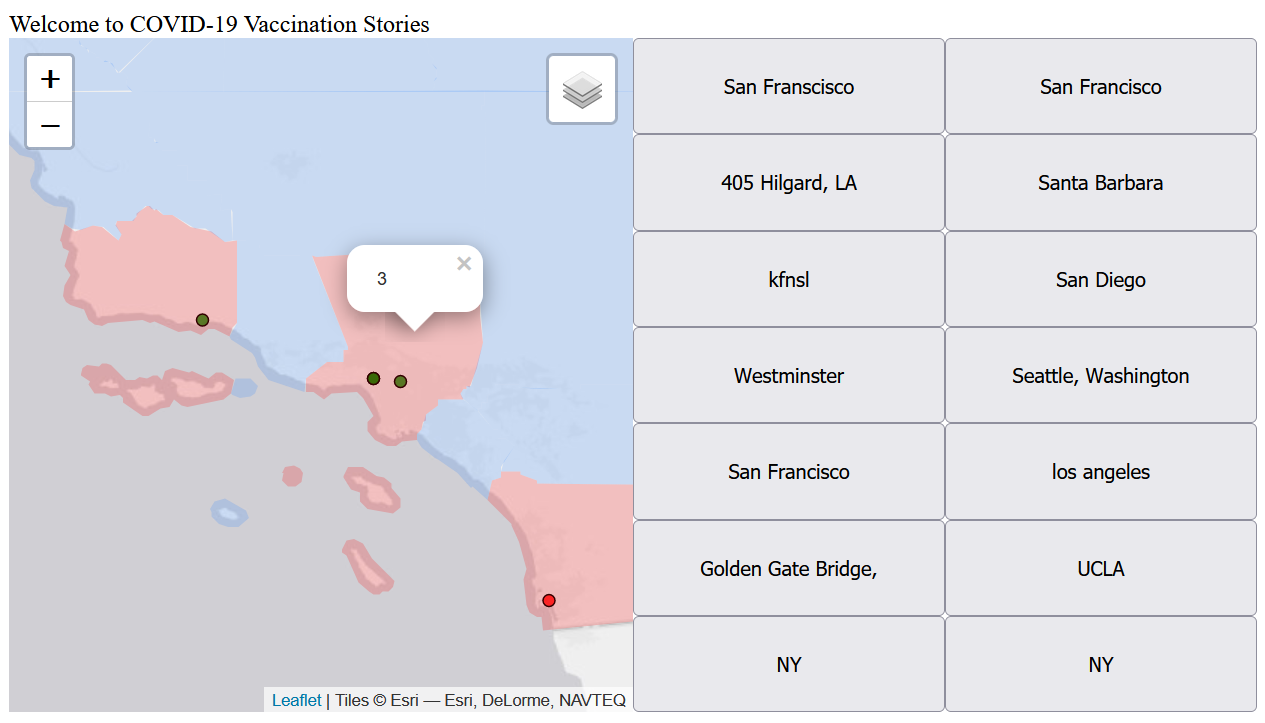 Welcome to COVID-19 Vaccination Stories
+
−
3
×
San Franscisco
San Francisco
405 Hilgard, LA
Santa Barbara
kfnsl
San Diego
Westminster
Seattle, Washington
San Francisco
los angeles
Golden Gate Bridge,
UCLA
NY
NY
Leaflet | Tiles © Esri — Esri, DeLorme, NAVTEQ